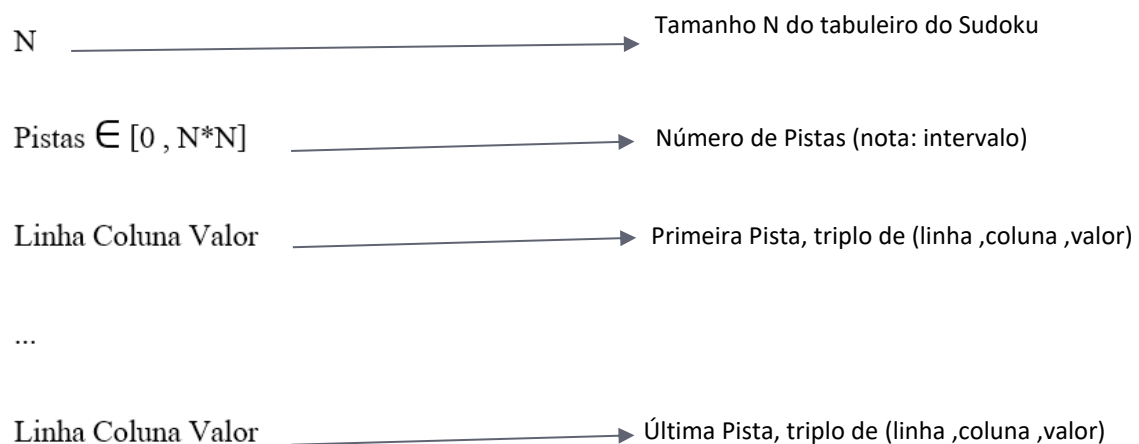 N Tamanho N do tabuleiro do Sudoku
Pistas ∈ [0 , N*N] Número de Pistas (nota: intervalo)
Linha Coluna Valor Primeira Pista, triplo de (linha ,coluna ,valor)
...
Linha Coluna Valor Última Pista, triplo de (linha ,coluna ,valor)